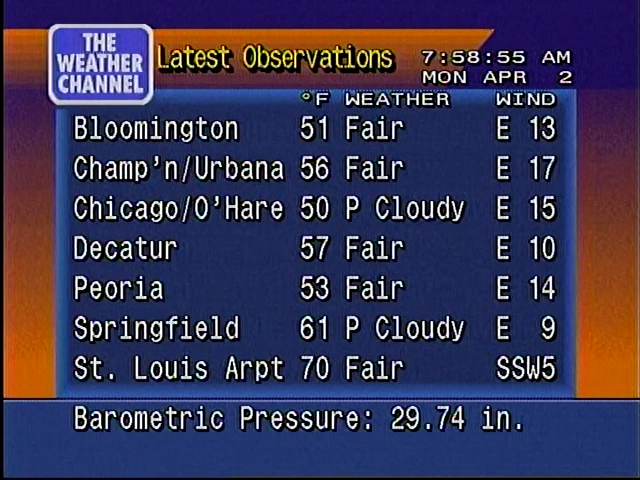 THE
WEATHER
CHANNEL
Latest Observations
7:58:55 AM
MON APR 2
°F WEATHER WIND
Bloomington 51 Fair E 13
Champ'n/Urbana 56 Fair E 17
Chicago/O'Hare 50 P Cloudy E 15
Decatur 57 Fair E 10
Peoria 53 Fair E 14
Springfield 61 P Cloudy E 9
St. Louis Arpt 70 Fair SSW5
Barometric Pressure: 29.74 in.